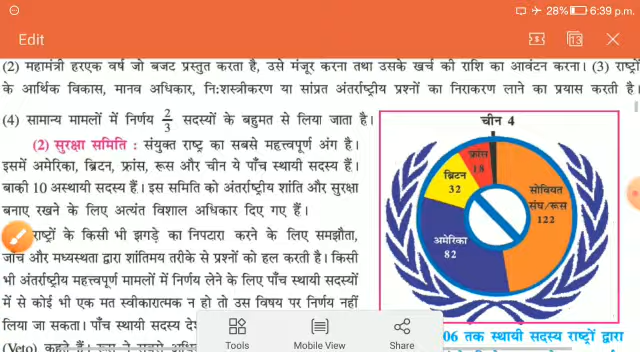 28% 6:39 p.m.
Edit
13
(2) महामंत्री हरएक वर्ष जो बजट प्रस्तुत करता है, उसे मंजूर करना तथा उसके खर्च की राशि का आवंटन करना। (3) राष्ट्रों
के आर्थिक विकास, मानव अधिकार, नि:शस्त्रीकरण या सांप्रत अंतर्राष्ट्रीय प्रश्नों का निराकरण लाने का प्रयास करती है।
(4) सामान्य मामलों में निर्णय 2/3 सदस्यों के बहुमत से लिया जाता है।
(2) सुरक्षा समिति : संयुक्त राष्ट्र का सबसे महत्त्वपूर्ण अंग है।
इसमें अमेरिका, ब्रिटन, फ्रांस, रूस और चीन ये पाँच स्थायी सदस्य हैं।
बाकी 10 अस्थायी सदस्य हैं। इस समिति को अंतर्राष्ट्रीय शांति और सुरक्षा
बनाए रखने के लिए अत्यंत विशाल अधिकार दिए गए हैं।
राष्ट्रों के किसी भी झगड़े का निपटारा करने के लिए समझौता,
जाँच और मध्यस्थता द्वारा शांतिमय तरीके से प्रश्नों को हल करती है। किसी
भी अंतर्राष्ट्रीय महत्त्वपूर्ण मामलों में निर्णय लेने के लिए पाँच स्थायी सदस्यों
में से कोई भी एक मत स्वीकारात्मक न हो तो उस विषय पर निर्णय नहीं
लिया जा सकता। पाँच स्थायी सदस्य
(Veto) कहते हैं।
चीन 4
फ्रांस
18
ब्रिटन
32
सोवियत
संघ/रूस
122
अमेरिका
82
06 तक स्थायी सदस्य राष्ट्रों द्वारा
Tools
Mobile View
Share